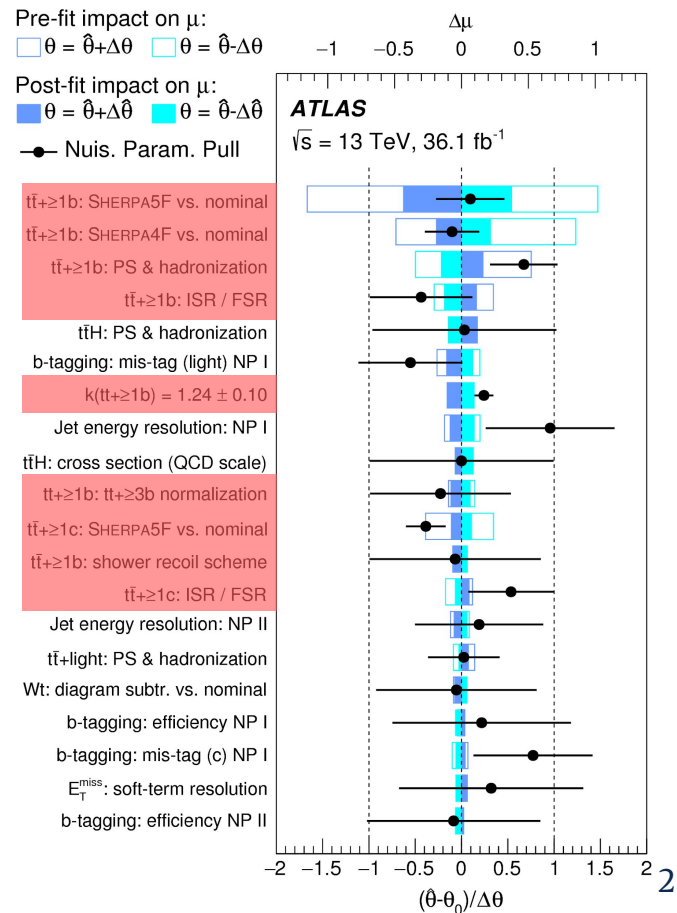 Pre-fit impact on μ:
θ = θ̂+Δθ θ = θ̂-Δθ
Post-fit impact on μ:
θ = θ̂+Δθ̂ θ = θ̂-Δθ̂
Nuis. Param. Pull
Δμ
−1 −0.5 0 0.5 1
ATLAS
√s = 13 TeV, 36.1 fb⁻¹
tt̄+≥1b: SHERPA5F vs. nominal
tt̄+≥1b: SHERPA4F vs. nominal
tt̄+≥1b: PS & hadronization
tt̄+≥1b: ISR / FSR
tt̄H: PS & hadronization
b-tagging: mis-tag (light) NP I
k(tt+≥1b) = 1.24 ± 0.10
Jet energy resolution: NP I
tt̄H: cross section (QCD scale)
tt+≥1b: tt+≥3b normalization
tt̄+≥1c: SHERPA5F vs. nominal
tt̄+≥1b: shower recoil scheme
tt̄+≥1c: ISR / FSR
Jet energy resolution: NP II
tt̄+light: PS & hadronization
Wt: diagram subtr. vs. nominal
b-tagging: efficiency NP I
b-tagging: mis-tag (c) NP I
E_T^miss: soft-term resolution
b-tagging: efficiency NP II
−2 −1.5 −1 −0.5 0 0.5 1 1.5 2
(θ̂-θ₀)/Δθ
2